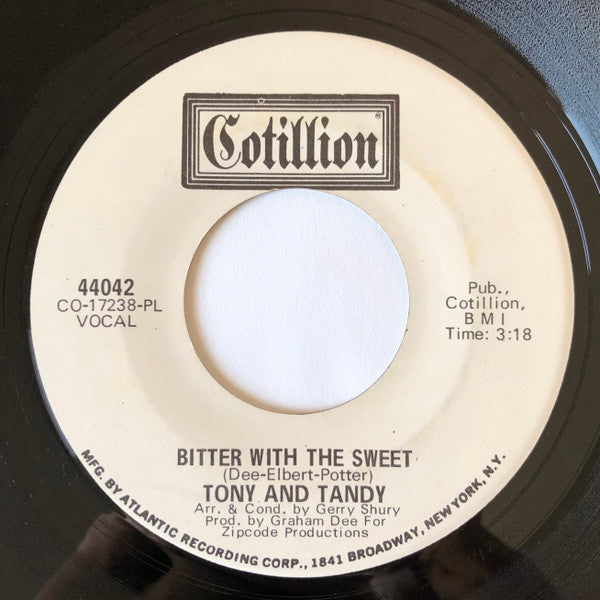 Cotillion®
44042
CO-17238-PL
VOCAL
Pub.,
Cotillion,
B M I
Time: 3:18
BITTER WITH THE SWEET
(Dee-Elbert-Potter)
TONY AND TANDY
Arr. & Cond. by Gerry Shury
Prod. by Graham Dee For
Zipcode Productions
MFG. BY ATLANTIC RECORDING CORP., 1841 BROADWAY, NEW YORK, N.Y.